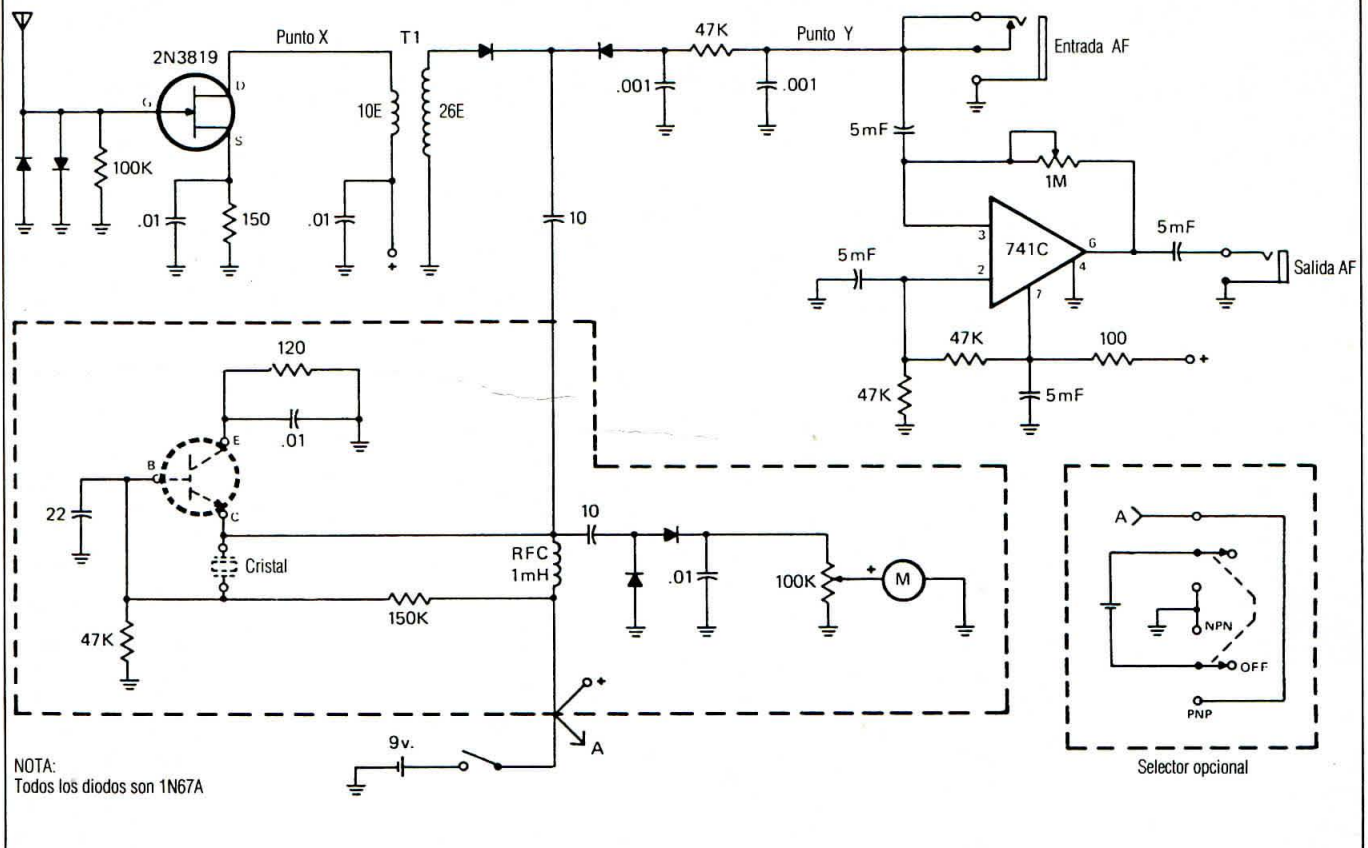 2N3819
G
D
S
100K
.01
150
Punto X
T1
10E
26E
.01
+
47K
.001
.001
Punto Y
Entrada AF
10
5mF
1M
3
2
741C
6
4
7
5mF
5mF
Salida AF
47K
100
+
47K
5mF
120
.01
E
B
C
22
Cristal
47K
150K
RFC
1mH
10
.01
100K
+
M
+
A
9v.
A
NPN
OFF
PNP
Selector opcional
NOTA:
Todos los diodos son 1N67A